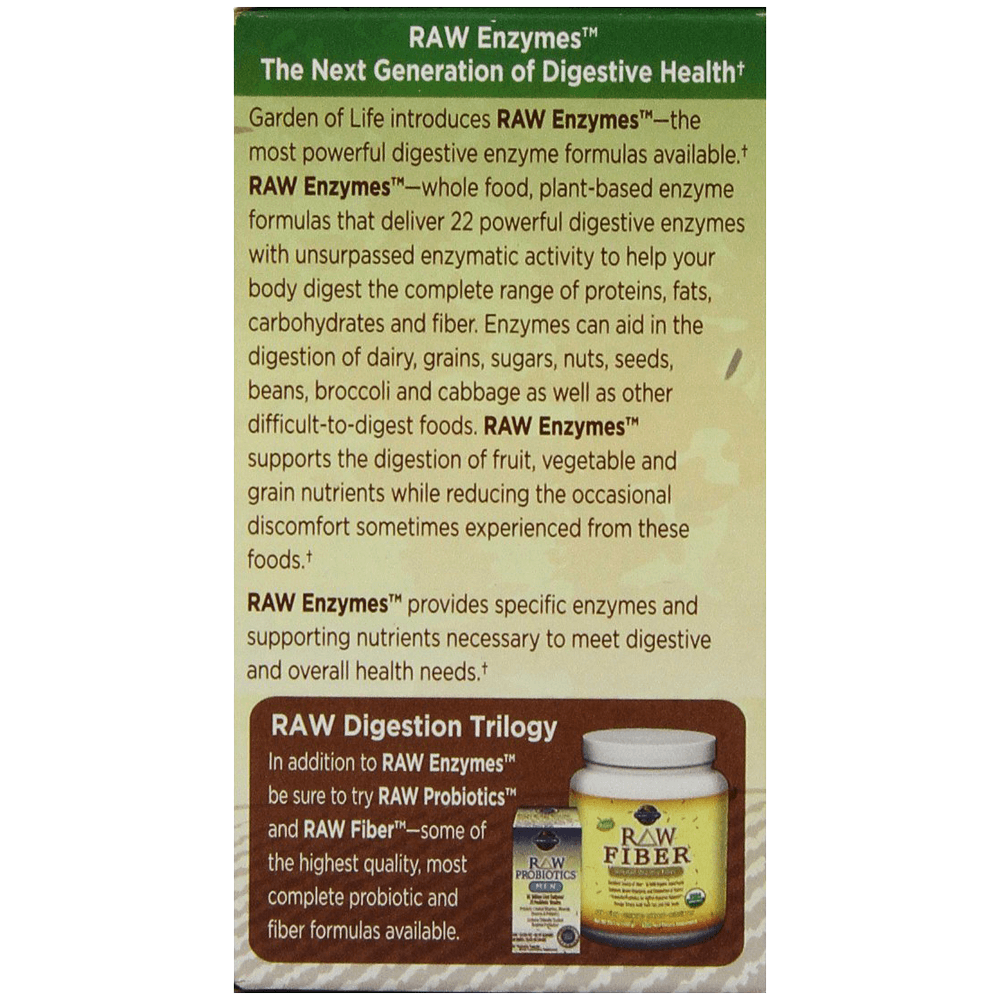 RAW Enzymes™
The Next Generation of Digestive Health†
Garden of Life introduces RAW Enzymes™—the
most powerful digestive enzyme formulas available.†
RAW Enzymes™—whole food, plant-based enzyme
formulas that deliver 22 powerful digestive enzymes
with unsurpassed enzymatic activity to help your
body digest the complete range of proteins, fats,
carbohydrates and fiber. Enzymes can aid in the
digestion of dairy, grains, sugars, nuts, seeds,
beans, broccoli and cabbage as well as other
difficult-to-digest foods. RAW Enzymes™
supports the digestion of fruit, vegetable and
grain nutrients while reducing the occasional
discomfort sometimes experienced from these
foods.†
RAW Enzymes™ provides specific enzymes and
supporting nutrients necessary to meet digestive
and overall health needs.†
RAW Digestion Trilogy
In addition to RAW Enzymes™
be sure to try RAW Probiotics™
and RAW Fiber™—some of
the highest quality, most
complete probiotic and
fiber formulas available.
RAW
PROBIOTICS
MEN
RAW
FIBER